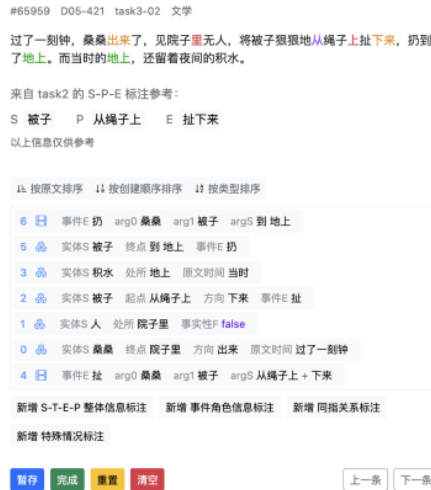 #65959 D05-421 task3-02 文学
过了一刻钟，桑桑出来了，见院子里无人，将被子狠狠地从绳子上扯下来，扔到
了地上。而当时的地上，还留着夜间的积水。
来自 task2 的 S-P-E 标注参考：
S 被子 P 从绳子上 E 扯下来
以上信息仅供参考
按原文排序 按创建顺序排序 按类型排序
6 事件E 扔 arg0 桑桑 arg1 被子 argS 到 地上
5 实体S 被子 终点 到 地上 事件E 扔
3 实体S 积水 处所 地上 原文时间 当时
2 实体S 被子 起点 从绳子上 方向 下来 事件E 扯
1 实体S 人 处所 院子里 事实性F false
0 实体S 桑桑 终点 院子里 方向 出来 原文时间 过了一刻钟
4 事件E 扯 arg0 桑桑 arg1 被子 argS 从绳子上 + 下来
新增 S-T-E-P 整体信息标注 新增 事件角色信息标注 新增 同指关系标注
新增 特殊情况标注
暂存 完成 重置 清空 上一条 下一条